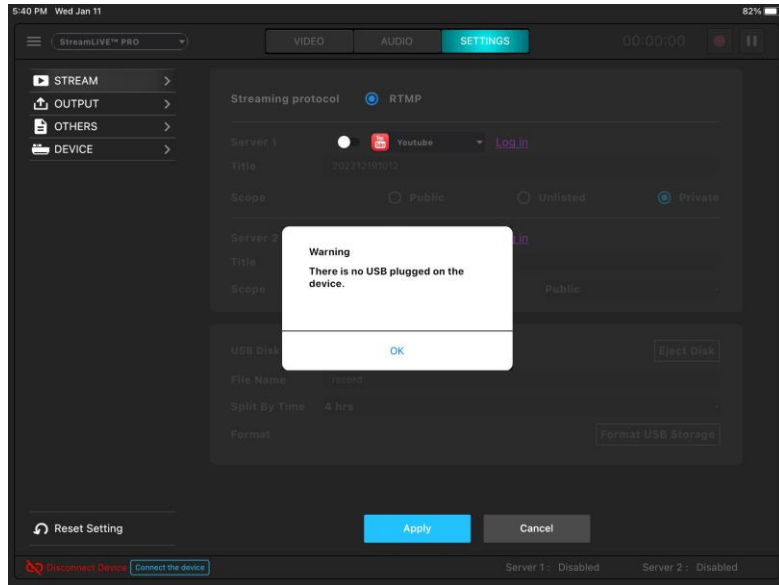 5:40 PM Wed Jan 11
82%
StreamLIVE™ PRO
VIDEO
AUDIO
SETTINGS
00:00:00
STREAM
OUTPUT
OTHERS
DEVICE
Streaming protocol RTMP
Server 1 Youtube Log in
Title 202212191012
Scope Public Unlisted Private
Server 2 in
Title
Scope Public
Warning
There is no USB plugged on the
device.
OK
USB Disk Eject Disk
File Name record
Split By Time 4 hrs
Format Format USB Storage
Reset Setting
Apply
Cancel
Disconnect Device Connect the device
Server 1 : Disabled
Server 2 : Disabled